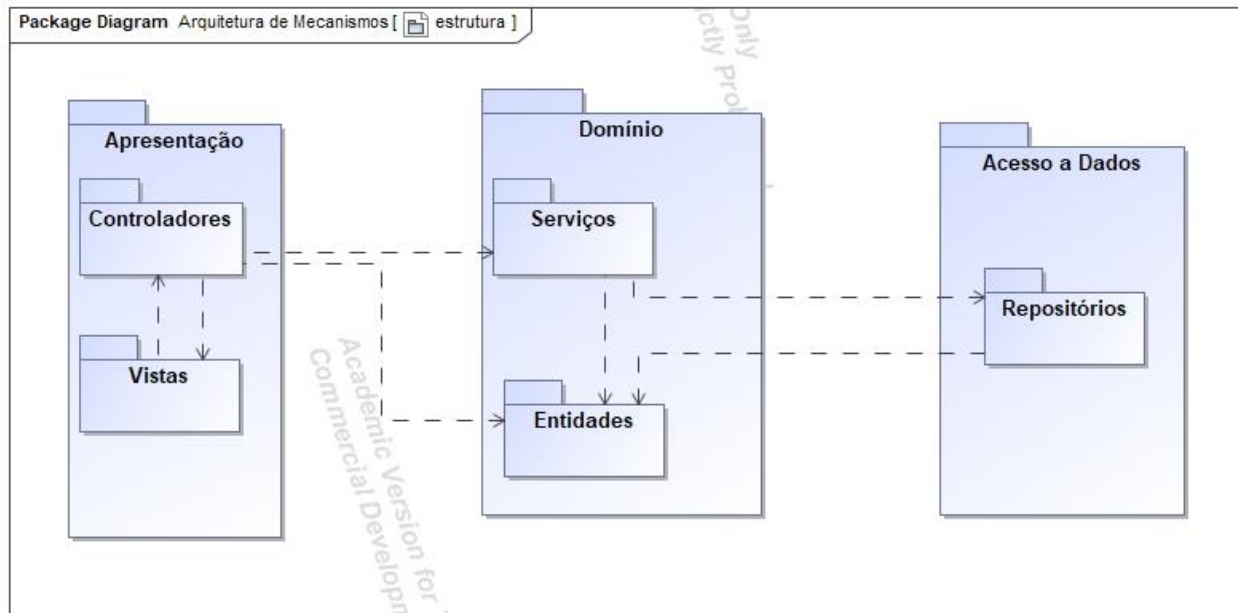 Package Diagram Arquitetura de Mecanismos [ estrutura ]
Only
Apresentação
Domínio
Acesso a Dados
Controladores
Serviços
Repositórios
Vistas
Entidades
Academic Version for
Commercial